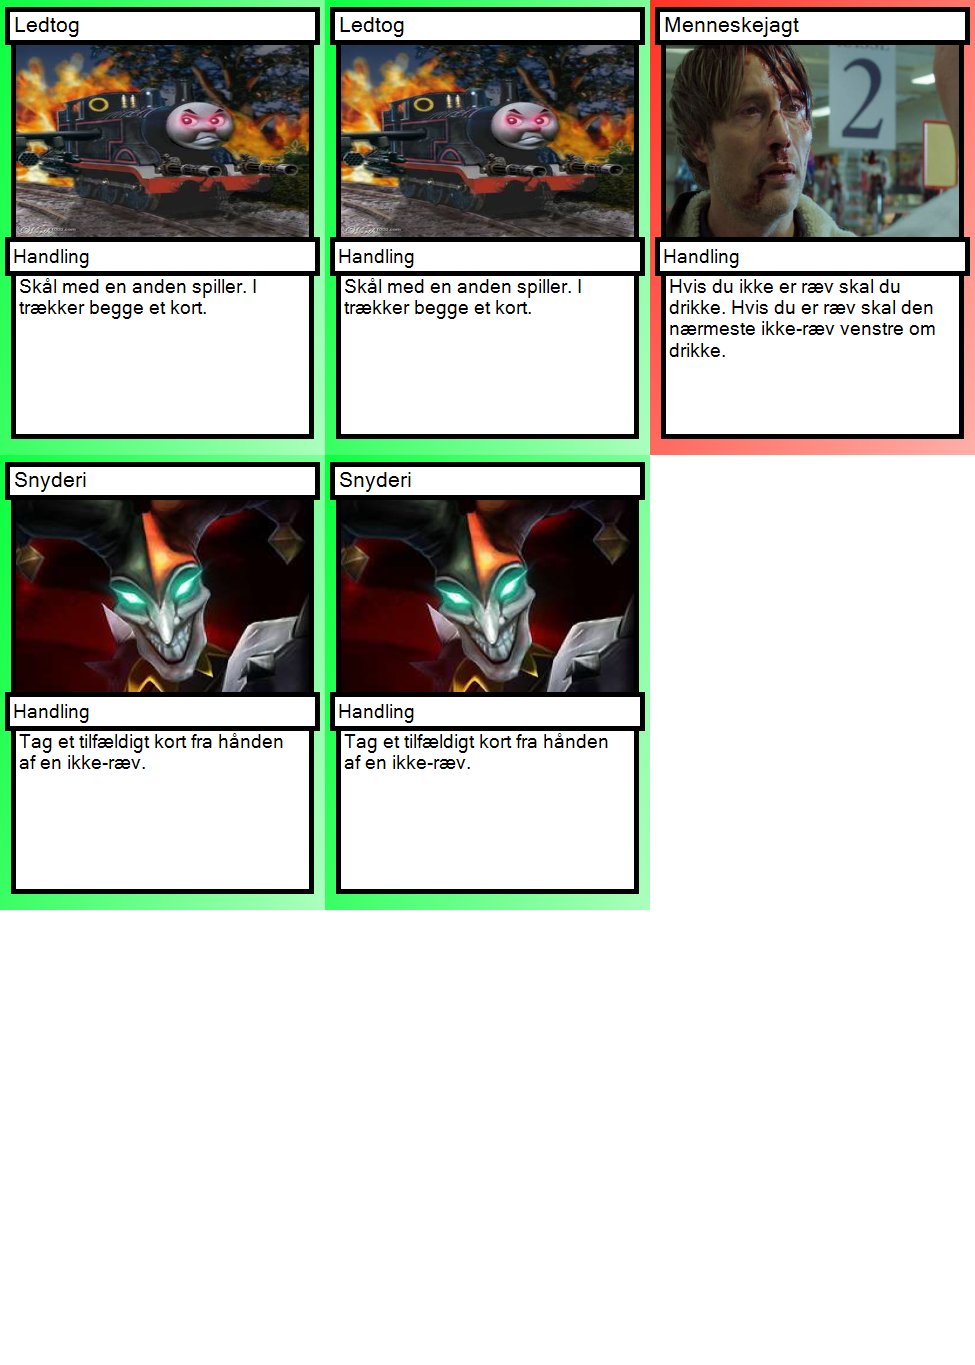 Ledtog
Handling
Skål med en anden spiller. I
trækker begge et kort.
Ledtog
Handling
Skål med en anden spiller. I
trækker begge et kort.
Menneskejagt
2
Handling
Hvis du ikke er ræv skal du
drikke. Hvis du er ræv skal den
nærmeste ikke-ræv venstre om
drikke.
Snyderi
Handling
Tag et tilfældigt kort fra hånden
af en ikke-ræv.
Snyderi
Handling
Tag et tilfældigt kort fra hånden
af en ikke-ræv.